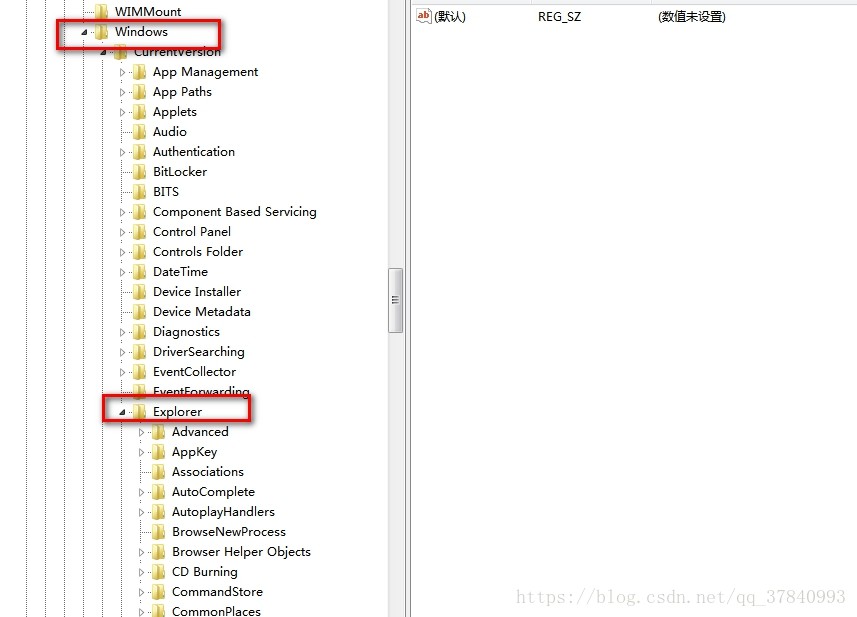 WIMMount
Windows
CurrentVersion
App Management
App Paths
Applets
Audio
Authentication
BitLocker
BITS
Component Based Servicing
Control Panel
Controls Folder
DateTime
Device Installer
Device Metadata
Diagnostics
DriverSearching
EventCollector
EventForwarding
Explorer
Advanced
AppKey
Associations
AutoComplete
AutoplayHandlers
BrowseNewProcess
Browser Helper Objects
CD Burning
CommandStore
CommonPlaces
ab (默认) REG_SZ (数值未设置)
https://blog.csdn.net/qq_37840993